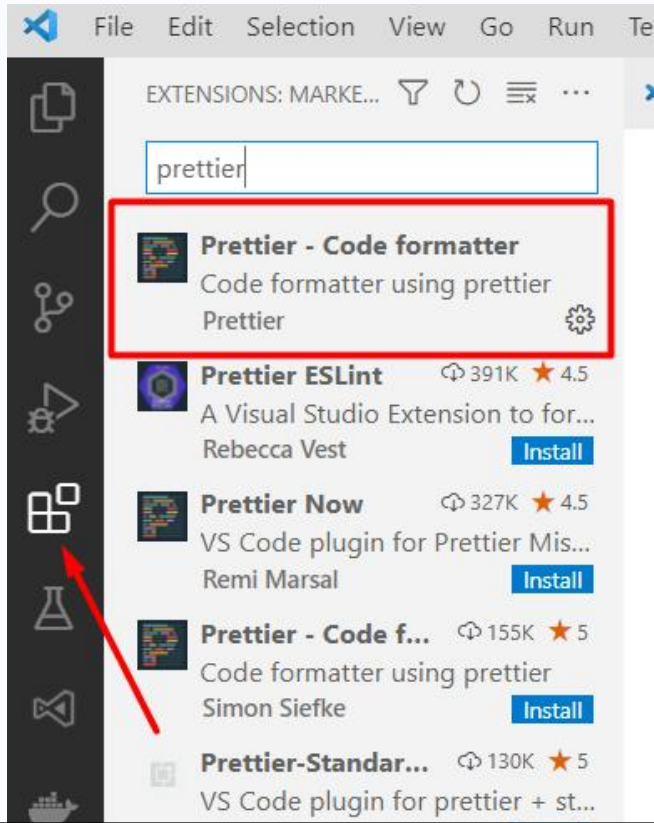 File Edit Selection View Go Run Te
EXTENSIONS: MARKE...
prettier
Prettier - Code formatter
Code formatter using prettier
Prettier
Prettier ESLint 391K ★ 4.5
A Visual Studio Extension to for...
Rebecca Vest Install
Prettier Now 327K ★ 4.5
VS Code plugin for Prettier Mis...
Remi Marsal Install
Prettier - Code f... 155K ★ 5
Code formatter using prettier
Simon Siefke Install
Prettier-Standar... 130K ★ 5
VS Code plugin for prettier + st...